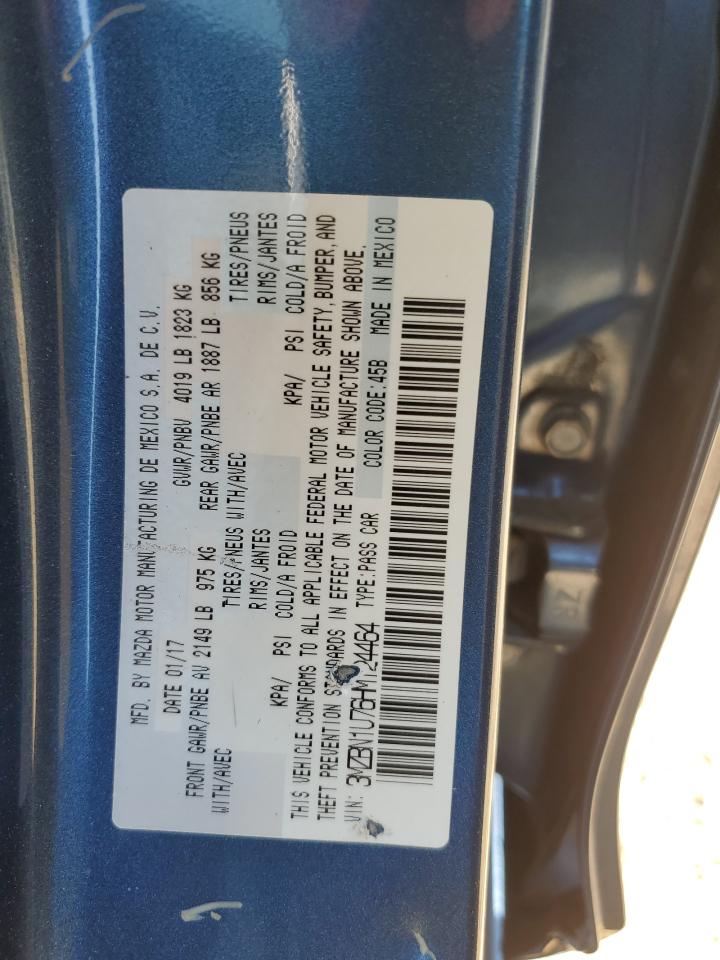 MFD. BY MAZDA MOTOR MANUFACTURING DE MEXICO S.A. DE C.V.
DATE 01/17 GVWR/PNBV 4019 LB 1823 KG
FRONT GAWR/PNBE AV 2149 LB 975 KG REAR GAWR/PNBE AR 1887 LB 856 KG
WITH/AVEC TIRES/PNEUS WITH/AVEC TIRES/PNEUS
RIMS/JANTES RIMS/JANTES
KPA/ PSI COLD/A FROID KPA/ PSI COLD/A FROID
THIS VEHICLE CONFORMS TO ALL APPLICABLE FEDERAL MOTOR VEHICLE SAFETY, BUMPER, AND
THEFT PREVENTION STANDARDS IN EFFECT ON THE DATE OF MANUFACTURE SHOWN ABOVE.
VIN: 3MZBN1U76HM124464 TYPE:PASS CAR COLOR CODE:45B MADE IN MEXICO
ZR